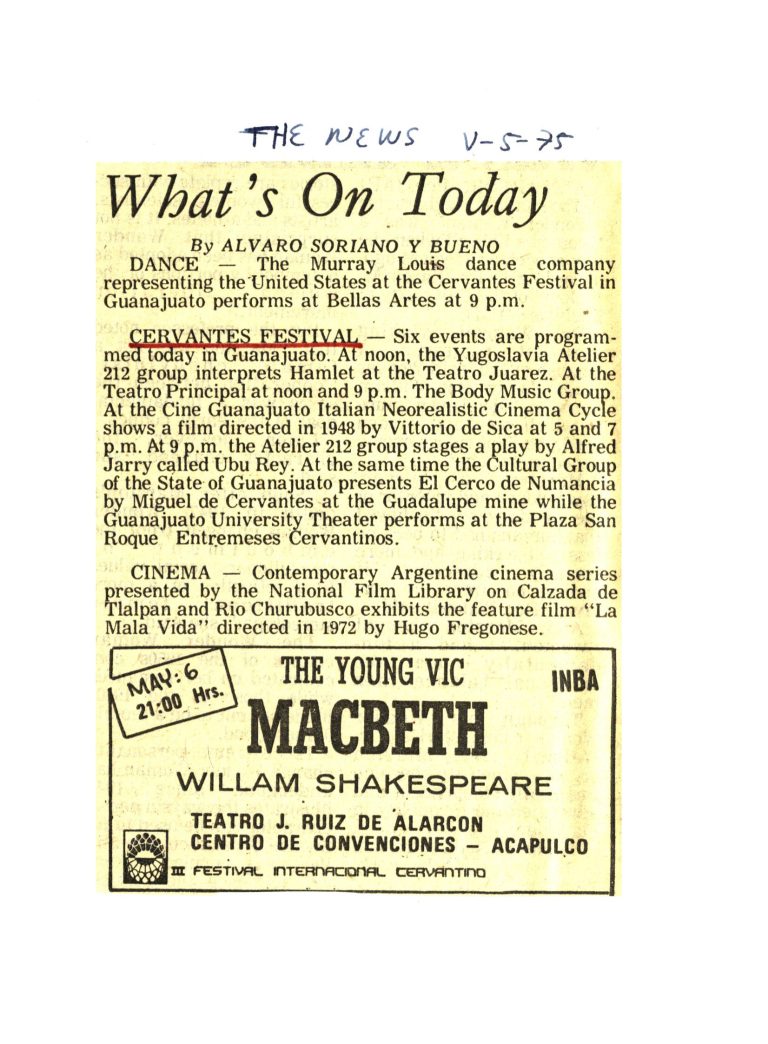 THE NEWS V-5-75
What's On Today
By ALVARO SORIANO Y BUENO
DANCE — The Murray Louis dance company
representing the United States at the Cervantes Festival in
Guanajuato performs at Bellas Artes at 9 p.m.
CERVANTES FESTIVAL — Six events are program-
med today in Guanajuato. At noon, the Yugoslavia Atelier
212 group interprets Hamlet at the Teatro Juarez. At the
Teatro Principal at noon and 9 p.m. The Body Music Group.
At the Cine Guanajuato Italian Neorealistic Cinema Cycle
shows a film directed in 1948 by Vittorio de Sica at 5 and 7
p.m. At 9 p.m. the Atelier 212 group stages a play by Alfred
Jarry called Ubu Rey. At the same time the Cultural Group
of the State of Guanajuato presents El Cerco de Numancia
by Miguel de Cervantes at the Guadalupe mine while the
Guanajuato University Theater performs at the Plaza San
Roque Entremeses Cervantinos.
CINEMA — Contemporary Argentine cinema series
presented by the National Film Library on Calzada de
Tlalpan and Rio Churubusco exhibits the feature film “La
Mala Vida” directed in 1972 by Hugo Fregonese.
MAY: 6
21:00 Hrs.
THE YOUNG VIC
INBA
MACBETH
WILLAM SHAKESPEARE
TEATRO J. RUIZ DE ALARCON
CENTRO DE CONVENCIONES – ACAPULCO
III FESTIVAL INTERNACIONAL CERVANTINO